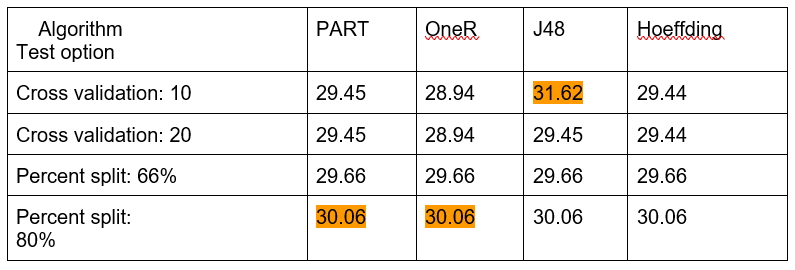 Algorithm
Test option
PART OneR J48 Hoeffding
Cross validation: 10 29.45 28.94 31.62 29.44
Cross validation: 20 29.45 28.94 29.45 29.44
Percent split: 66% 29.66 29.66 29.66 29.66
Percent split:
80%
30.06 30.06 30.06 30.06